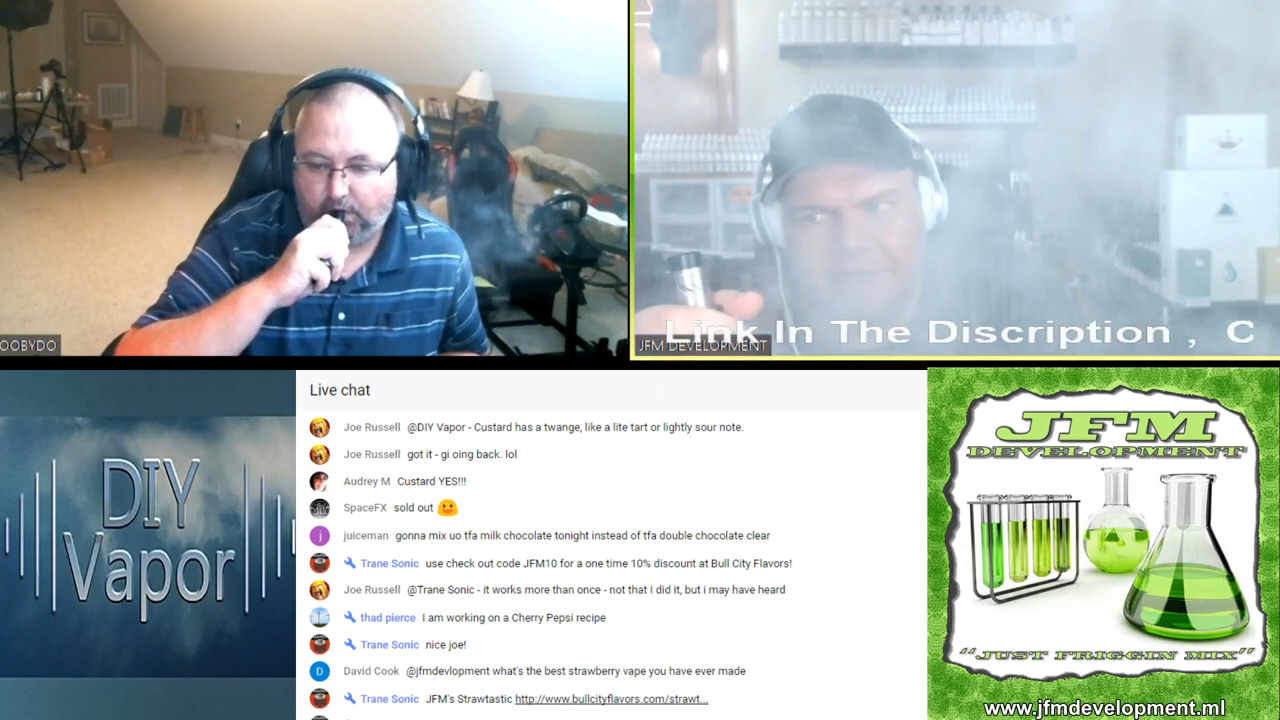 OOBYDO
JFM DEVELOPMENT
Link In The Discription , C
DIY
Vapor
Live chat
Joe Russell @DIY Vapor - Custard has a twange, like a lite tart or lightly sour note.
Joe Russell got it - gi oing back. lol
Audrey M Custard YES!!!
SpaceFX sold out
j juiceman gonna mix uo tfa milk chocolate tonight instead of tfa double chocolate clear
Trane Sonic use check out code JFM10 for a one time 10% discount at Bull City Flavors!
Joe Russell @Trane Sonic - it works more than once - not that I did it, but i may have heard
thad pierce I am working on a Cherry Pepsi recipe
Trane Sonic nice joe!
D David Cook @jfmdevlopment what's the best strawberry vape you have ever made
Trane Sonic JFM's Strawtastic http://www.bullcityflavors.com/strawt...
JFM
DEVELOPMENT
"JUST FRIGGIN MIX"
www.jfmdevelopment.ml